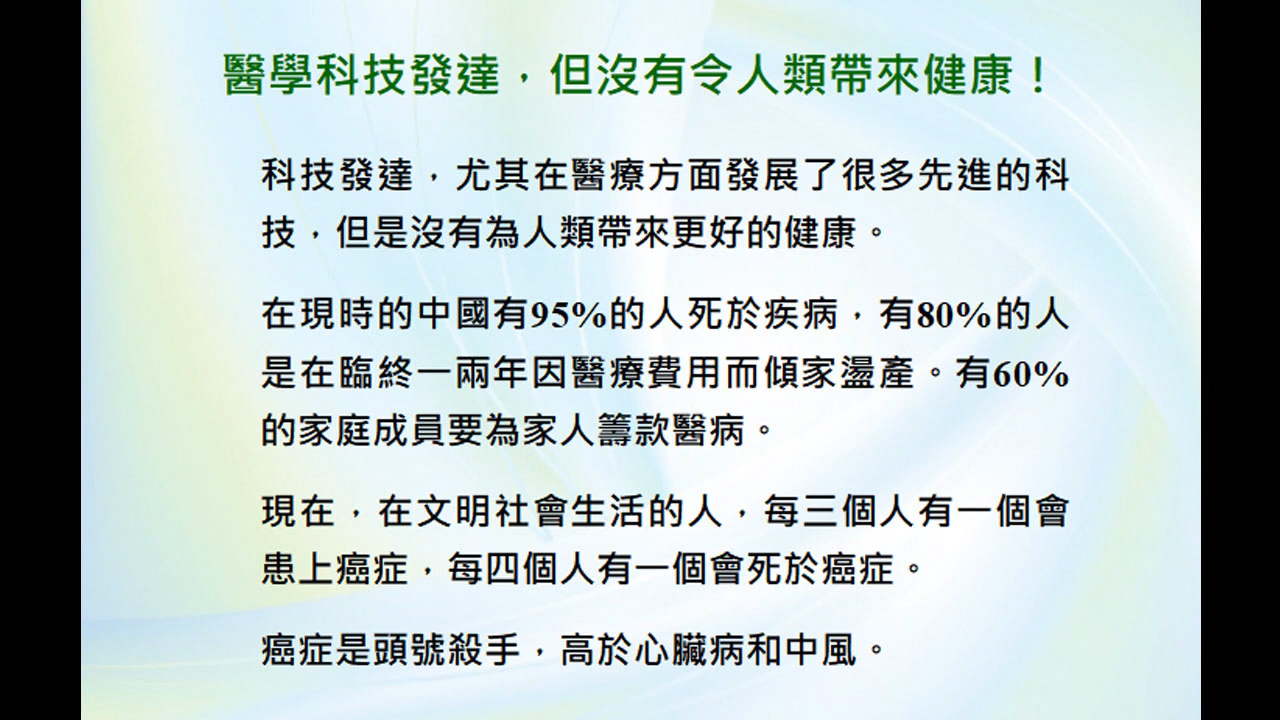 醫學科技發達，但沒有令人類帶來健康！
科技發達，尤其在醫療方面發展了很多先進的科
技，但是沒有為人類帶來更好的健康。
在現時的中國有95%的人死於疾病，有80%的人
是在臨終一兩年因醫療費用而傾家盪產。有60%
的家庭成員要為家人籌款醫病。
現在，在文明社會生活的人，每三個人有一個會
患上癌症，每四個人有一個會死於癌症。
癌症是頭號殺手，高於心臟病和中風。